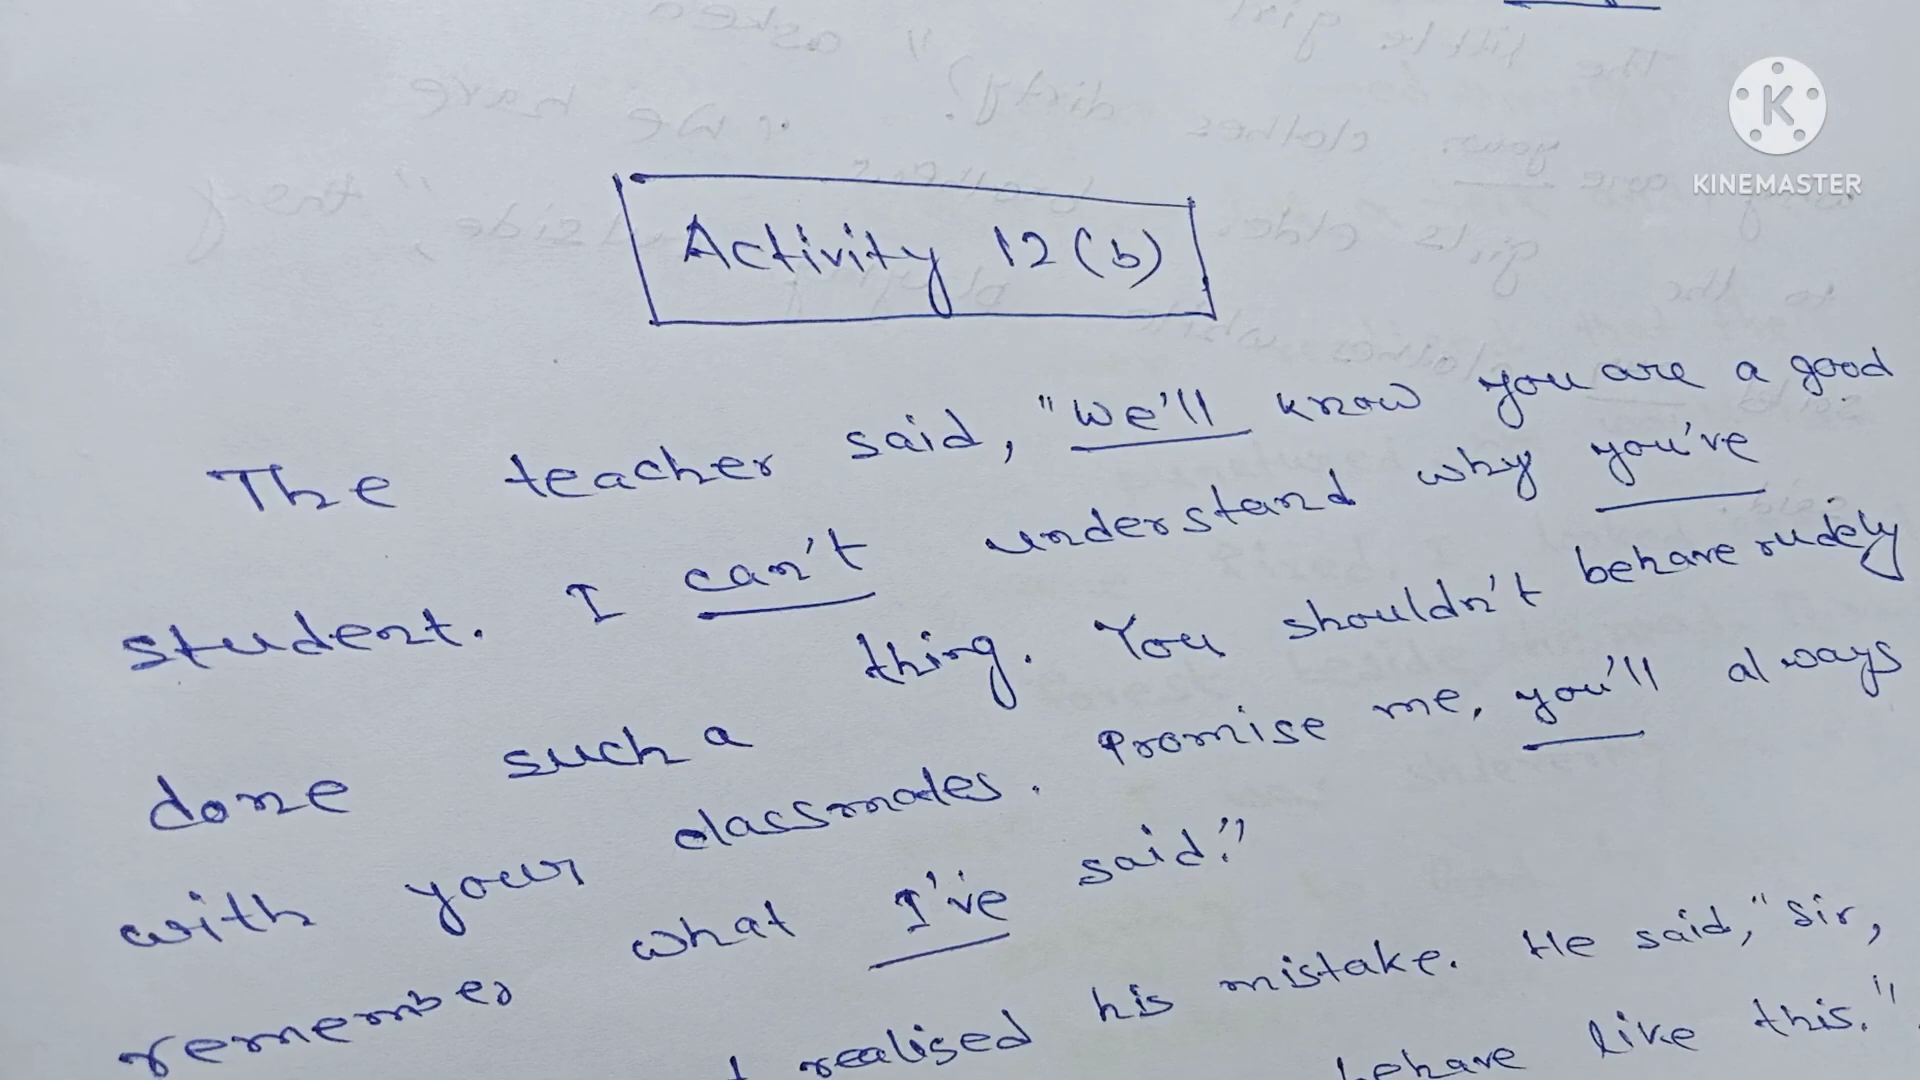 KINEMASTER
Activity 12 (b)
The teacher said, "We'll know you are a good
student. I can't understand why you've
done such a thing. You shouldn't behave rudely
with your classmates. Promise me, you'll always
remember what I've said."
realised his mistake. He said, "Sir,
behave like this."